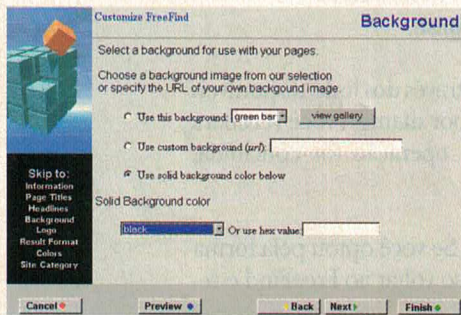 Customize FreeFind
Background
Select a background for use with your pages.
Choose a background image from our selection
or specify the URL of your own backgound image.
Use this background: green bar view gallery
Use custom background (url):
Use solid background color below
Solid Background color
black Or use hex value:
Skip to:
Information
Page Titles
Headlines
Background
Logo
Result Format
Colors
Site Category
Cancel Preview Back Next Finish